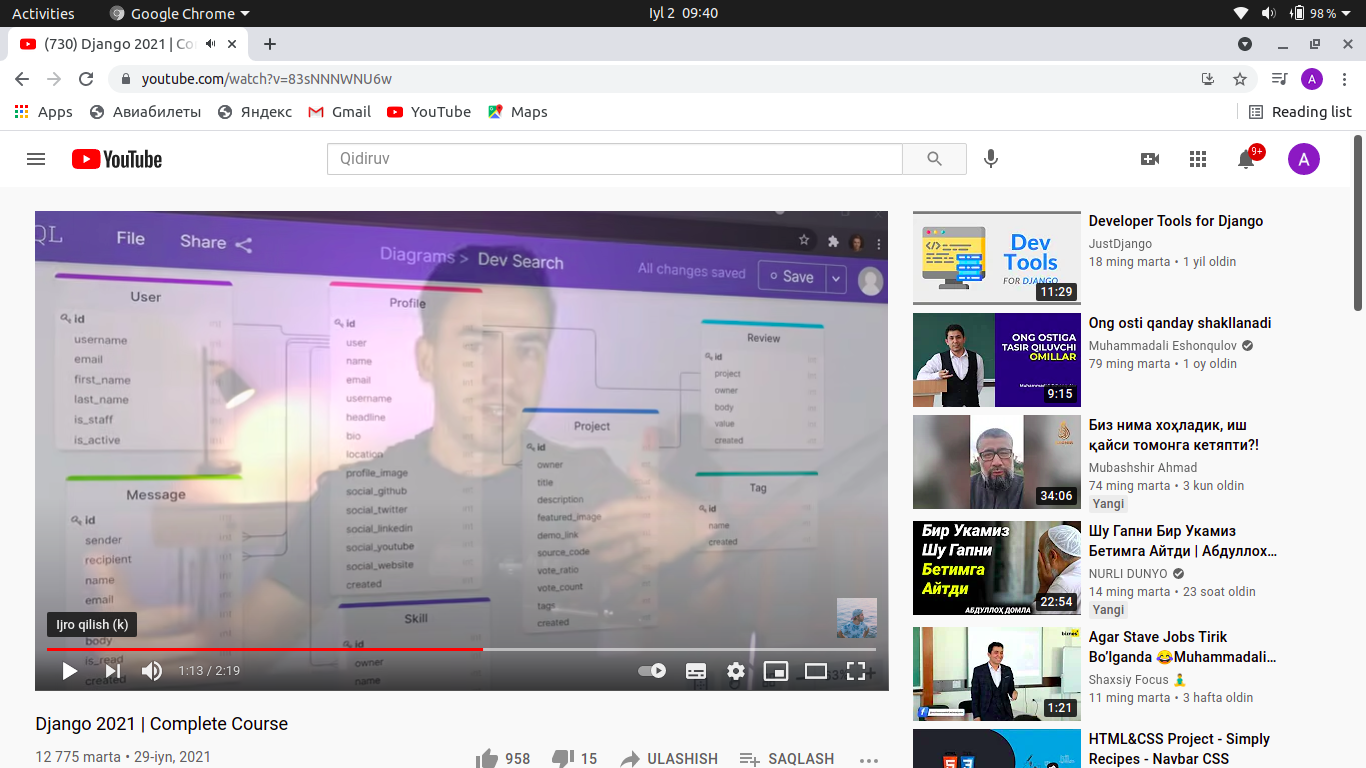 Activities
Google Chrome
Iyl 2 09:40
98 %
(730) Django 2021 | Co
youtube.com/watch?v=83sNNNWNU6w
A
Apps
Авиабилеты
Яндекс
Gmail
YouTube
Maps
Reading list
YouTube
Qidiruv
9+
A
QL
File
Share
Diagrams > Dev Search
All changes saved
Save
User
id
username
email
first_name
last_name
is_staff
is_active
Message
id
sender
recipient
name
email
body
is_read
created
Profile
id
user
name
email
username
headline
bio
location
profile_image
social_github
social_twitter
social_linkedin
social_youtube
social_website
created
Skill
id
owner
name
Project
id
owner
title
description
featured_image
demo_link
source_code
vote_ratio
vote_count
tags
created
Review
id
project
owner
body
value
created
Tag
id
name
created
Ijro qilish (k)
1:13 / 2:19
Django 2021 | Complete Course
12 775 marta • 29-iyn, 2021
958
15
ULASHISH
SAQLASH
Dev
Tools
FOR DJANGO
11:29
Developer Tools for Django
JustDjango
18 ming marta • 1 yil oldin
ONG OSTIGA
TASIR QILUVCHI
OMILLAR
9:15
Ong osti qanday shakllanadi
Muhammadali Eshonqulov
79 ming marta • 1 oy oldin
34:06
Биз нима хоҳладик, иш
қайси томонга кетяпти?!
Mubashshir Ahmad
74 ming marta • 3 kun oldin
Yangi
Бир Укамиз
Шу Гапни
Бетимга
Айтди
АБДУЛЛОҲ ДОМЛА
22:54
Шу Гапни Бир Укамиз
Бетимга Айтди | Абдуллох...
NURLI DUNYO
14 ming marta • 23 soat oldin
Yangi
1:21
Agar Stave Jobs Tirik
Bo'lganda 😂Muhammadali...
Shaxsiy Focus 🧘‍♂️
11 ming marta • 3 hafta oldin
HTML&CSS Project - Simply
Recipes - Navbar CSS